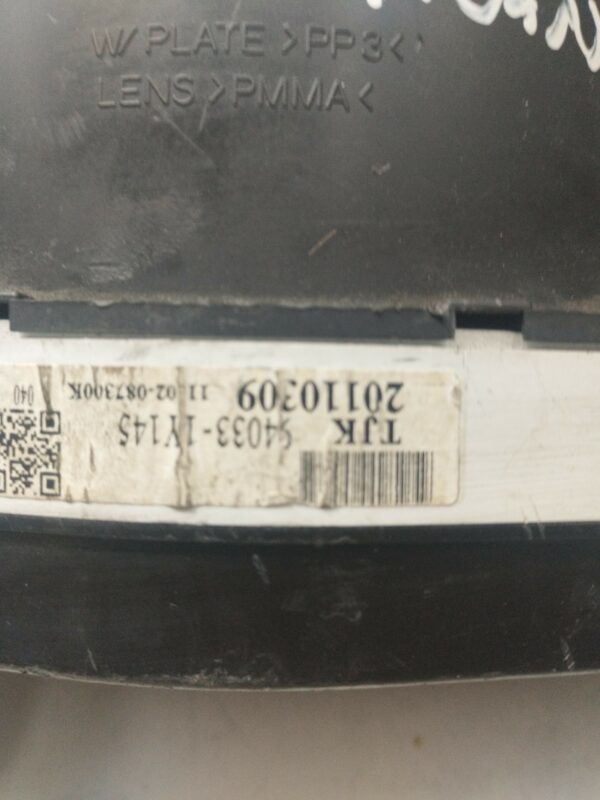 W/ PLATE >PP3<
LENS >PMMA<
94033-1Y145
TJK
20110309
11.02-087300K
040